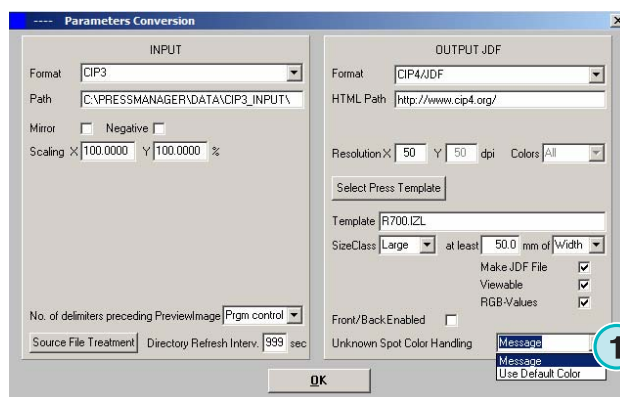 ---- Parameters Conversion
INPUT
Format CIP3
Path C:\PRESSMANAGER\DATA\CIP3_INPUT\
Mirror Negative
Scaling X 100.0000 Y 100.0000 %
No. of delimiters preceding PreviewImage Prgm control
Source File Treatment Directory Refresh Interv. 999 sec
OUTPUT JDF
Format CIP4/JDF
HTML Path http://www.cip4.org/
Resolution X 50 Y 50 dpi Colors All
Select Press Template
Template R700.IZL
SizeClass Large at least 50.0 mm of Width
Make JDF File
Viewable
RGB-Values
Front/Back Enabled
Unknown Spot Color Handling Message
Message
Use Default Color
1
OK